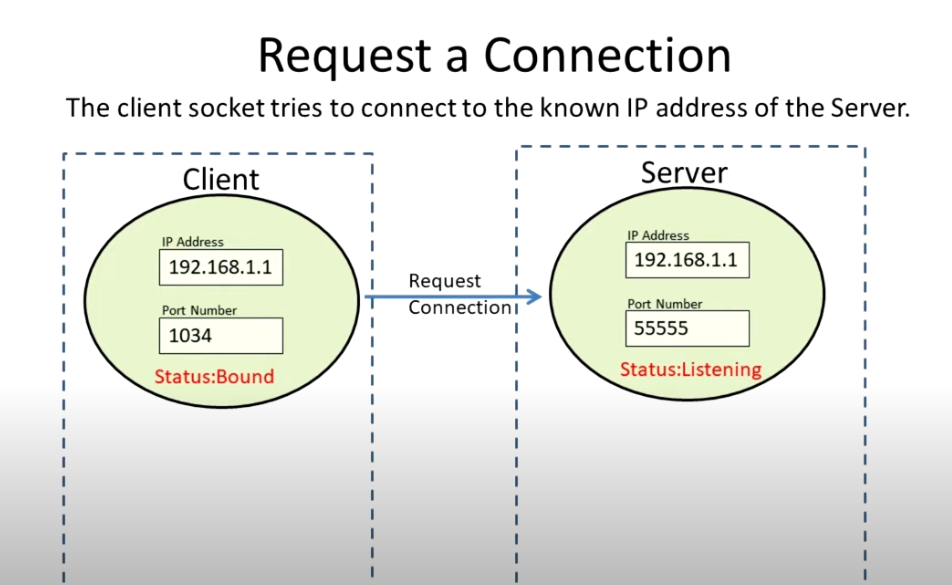 Request a Connection
The client socket tries to connect to the known IP address of the Server.
Client
IP Address
192.168.1.1
Port Number
1034
Status:Bound
Request
Connection
Server
IP Address
192.168.1.1
Port Number
55555
Status:Listening